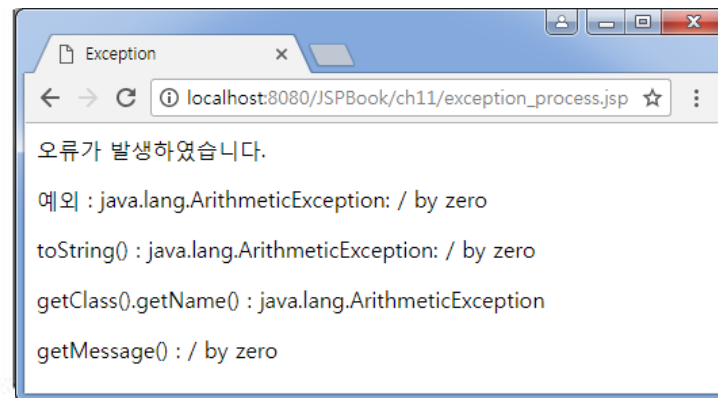 Exception
localhost:8080/JSPBook/ch11/exception_process.jsp
오류가 발생하였습니다.
예외 : java.lang.ArithmeticException: / by zero
toString() : java.lang.ArithmeticException: / by zero
getClass().getName() : java.lang.ArithmeticException
getMessage() : / by zero